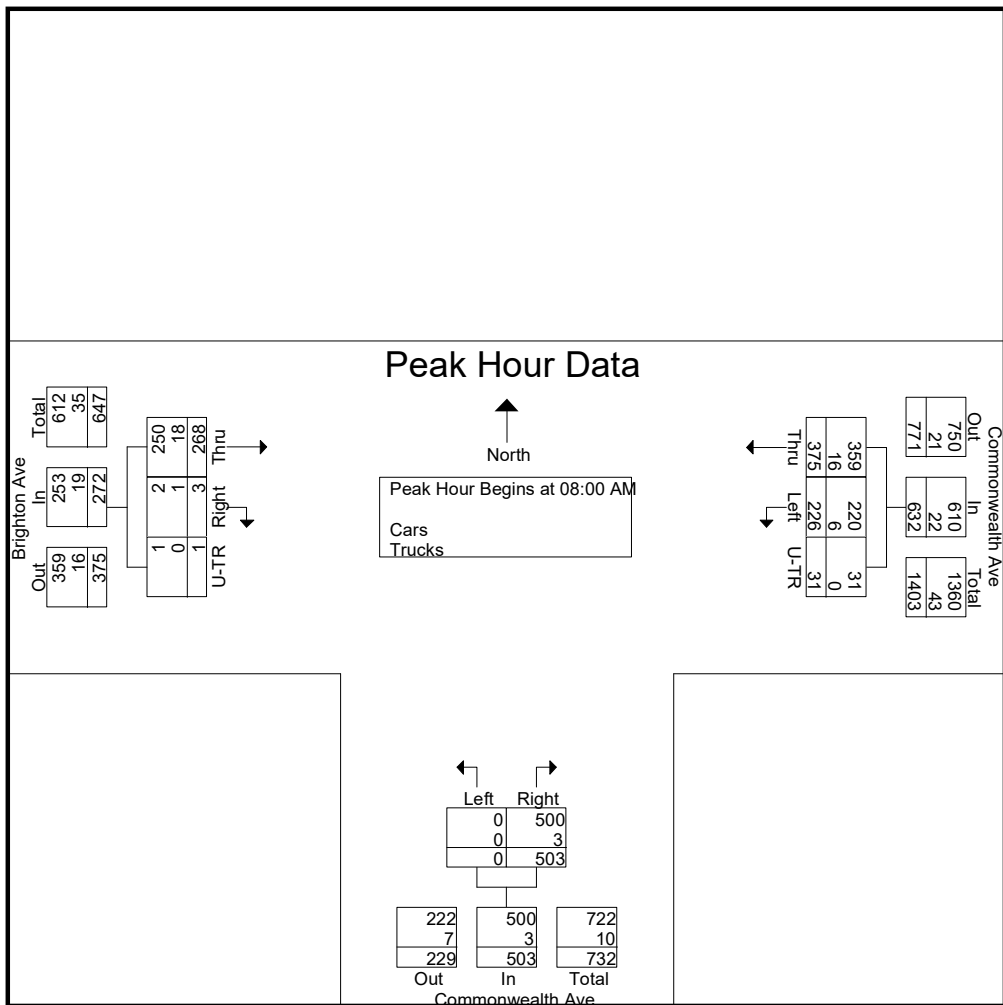 Peak Hour Data
North
Peak Hour Begins at 08:00 AM
Cars
Trucks
Brighton Ave
Total
612
35
647
In
253
19
272
Out
359
16
375
Thru
250
18
268
Right
2
1
3
U-TR
1
0
1
Commonwealth Ave
Out
750
21
771
In
610
22
632
Total
1360
43
1403
Thru
359
16
375
Left
220
6
226
U-TR
31
0
31
Left Right
0 500
0 3
0 503
222 500 722
7 3 10
229 503 732
Out In Total
Commonwealth Ave